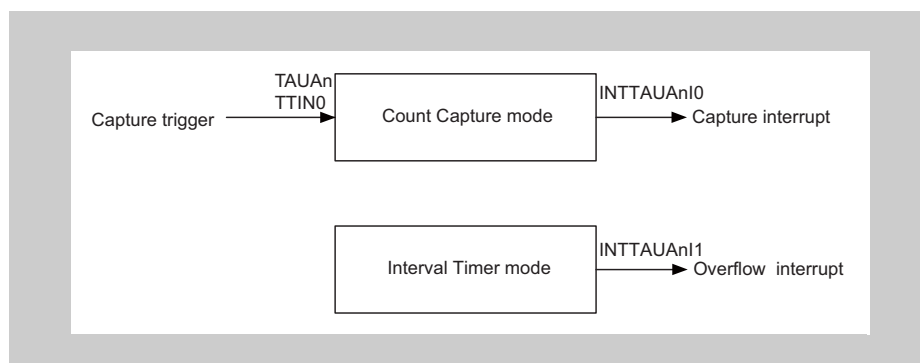 TAUAn
TTIN0
Capture trigger
Count Capture mode
INTTAUAnI0
Capture interrupt
Interval Timer mode
INTTAUAnI1
Overflow interrupt